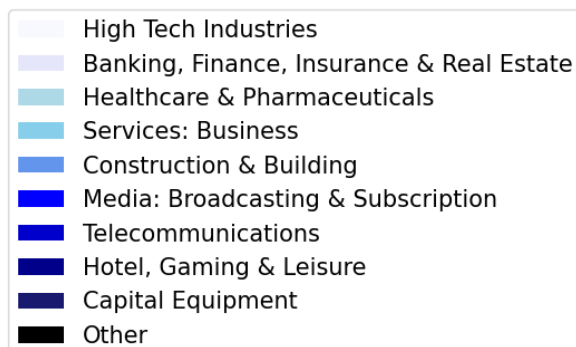 High Tech Industries
Banking, Finance, Insurance & Real Estate
Healthcare & Pharmaceuticals
Services: Business
Construction & Building
Media: Broadcasting & Subscription
Telecommunications
Hotel, Gaming & Leisure
Capital Equipment
Other